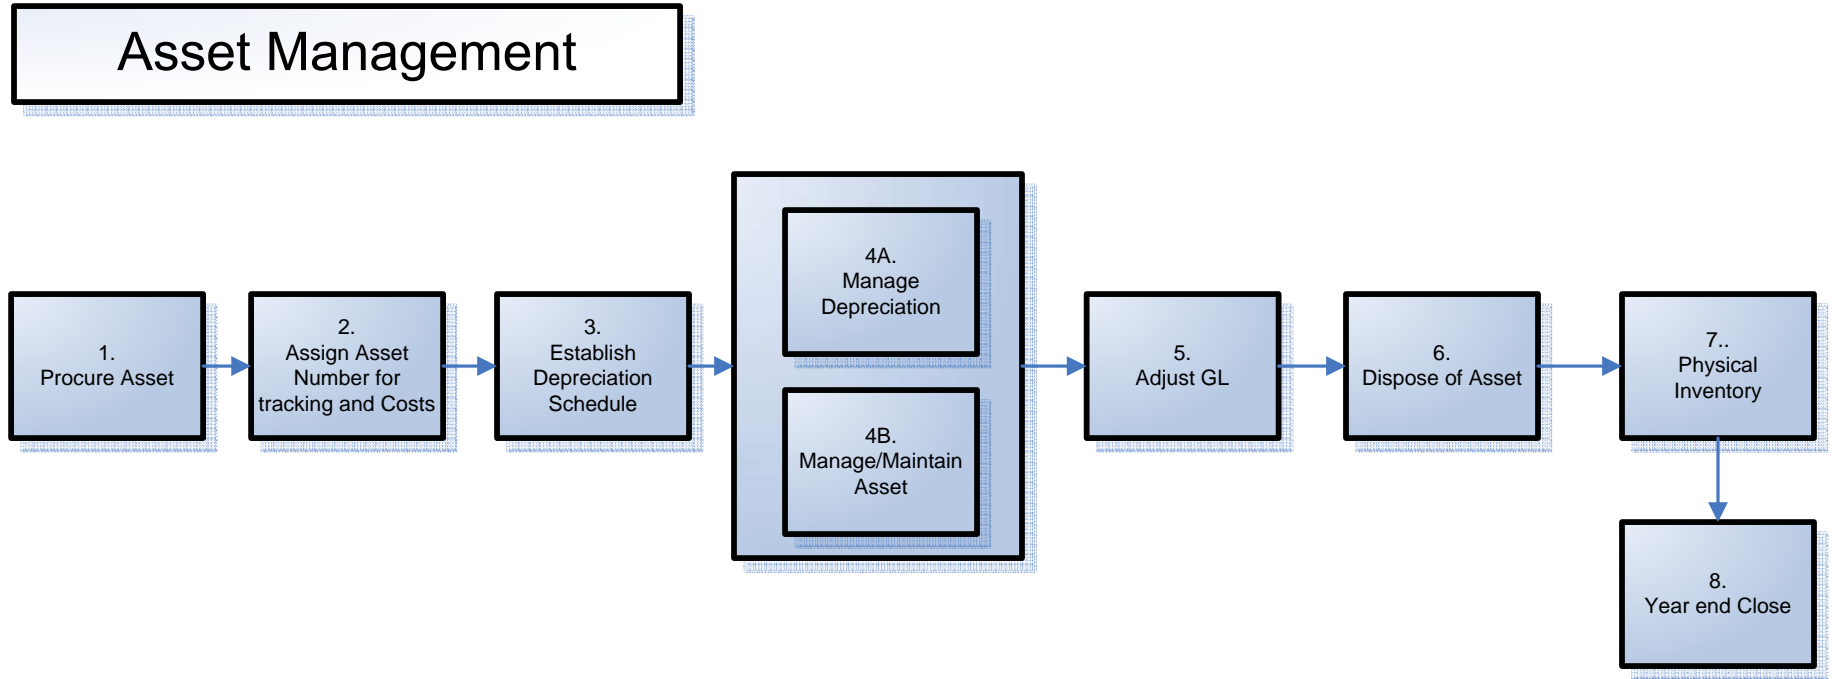 Asset Management
1.
Procure Asset
2.
Assign Asset
Number for
tracking and Costs
3.
Establish
Depreciation
Schedule
4A.
Manage
Depreciation
4B.
Manage/Maintain
Asset
5.
Adjust GL
6.
Dispose of Asset
7..
Physical
Inventory
8.
Year end Close